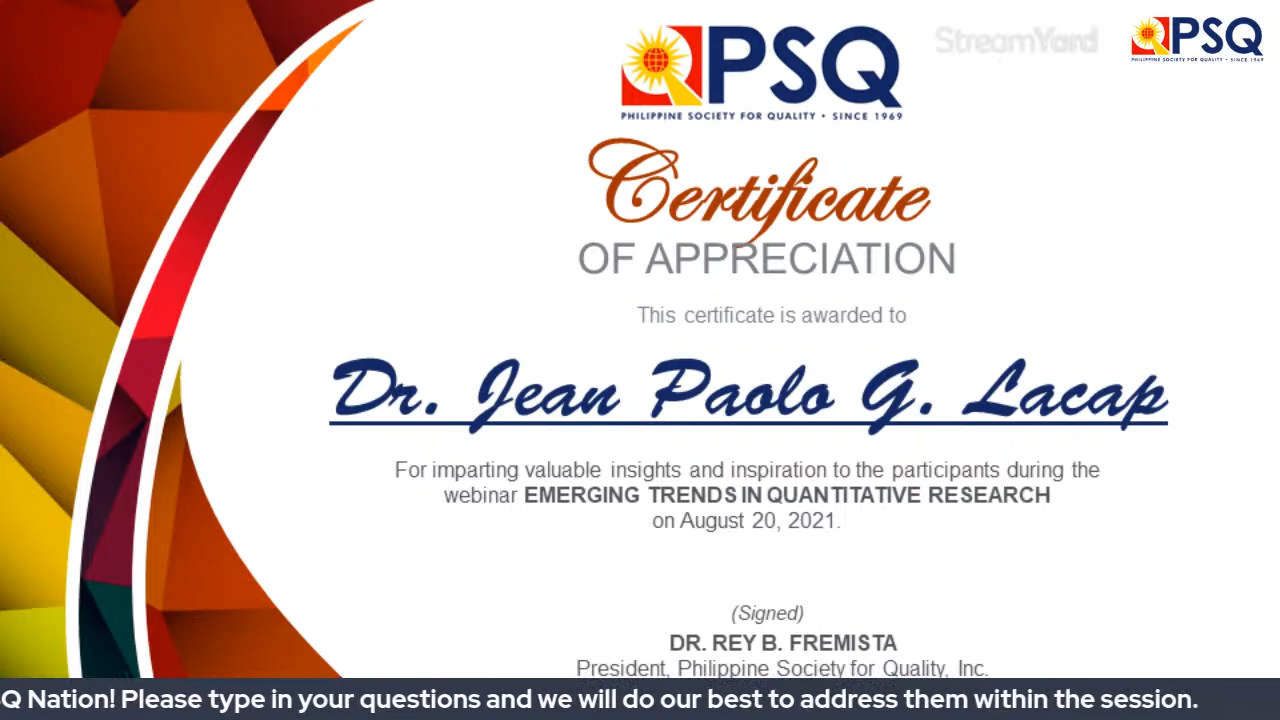 PSQ
PHILIPPINE SOCIETY FOR QUALITY • SINCE 1969
StreamYard
PSQ
PHILIPPINE SOCIETY FOR QUALITY • SINCE 1969
Certificate
OF APPRECIATION
This certificate is awarded to
Dr. Jean Paolo G. Lacap
For imparting valuable insights and inspiration to the participants during the
webinar EMERGING TRENDS IN QUANTITATIVE RESEARCH
on August 20, 2021.
(Signed)
DR. REY B. FREMISTA
President, Philippine Society for Quality, Inc.
Q Nation! Please type in your questions and we will do our best to address them within the session.